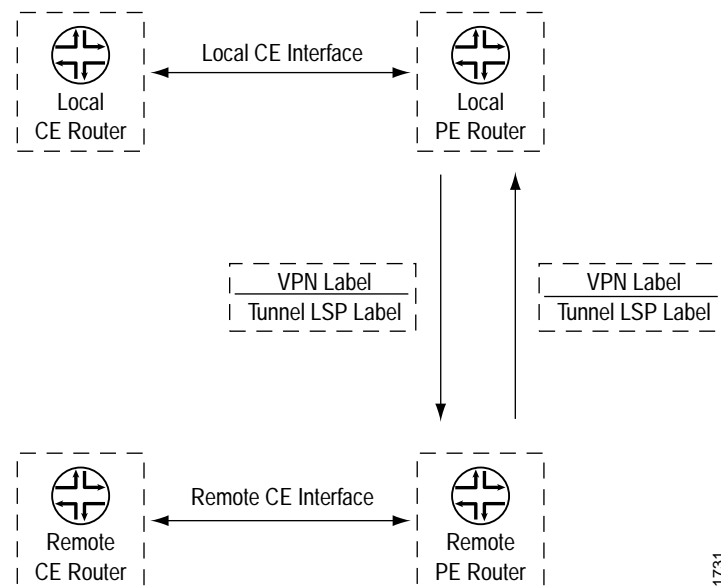 Local CE Interface
Local
CE Router
Local
PE Router
VPN Label
Tunnel LSP Label
VPN Label
Tunnel LSP Label
Remote CE Interface
Remote
CE Router
Remote
PE Router
1731